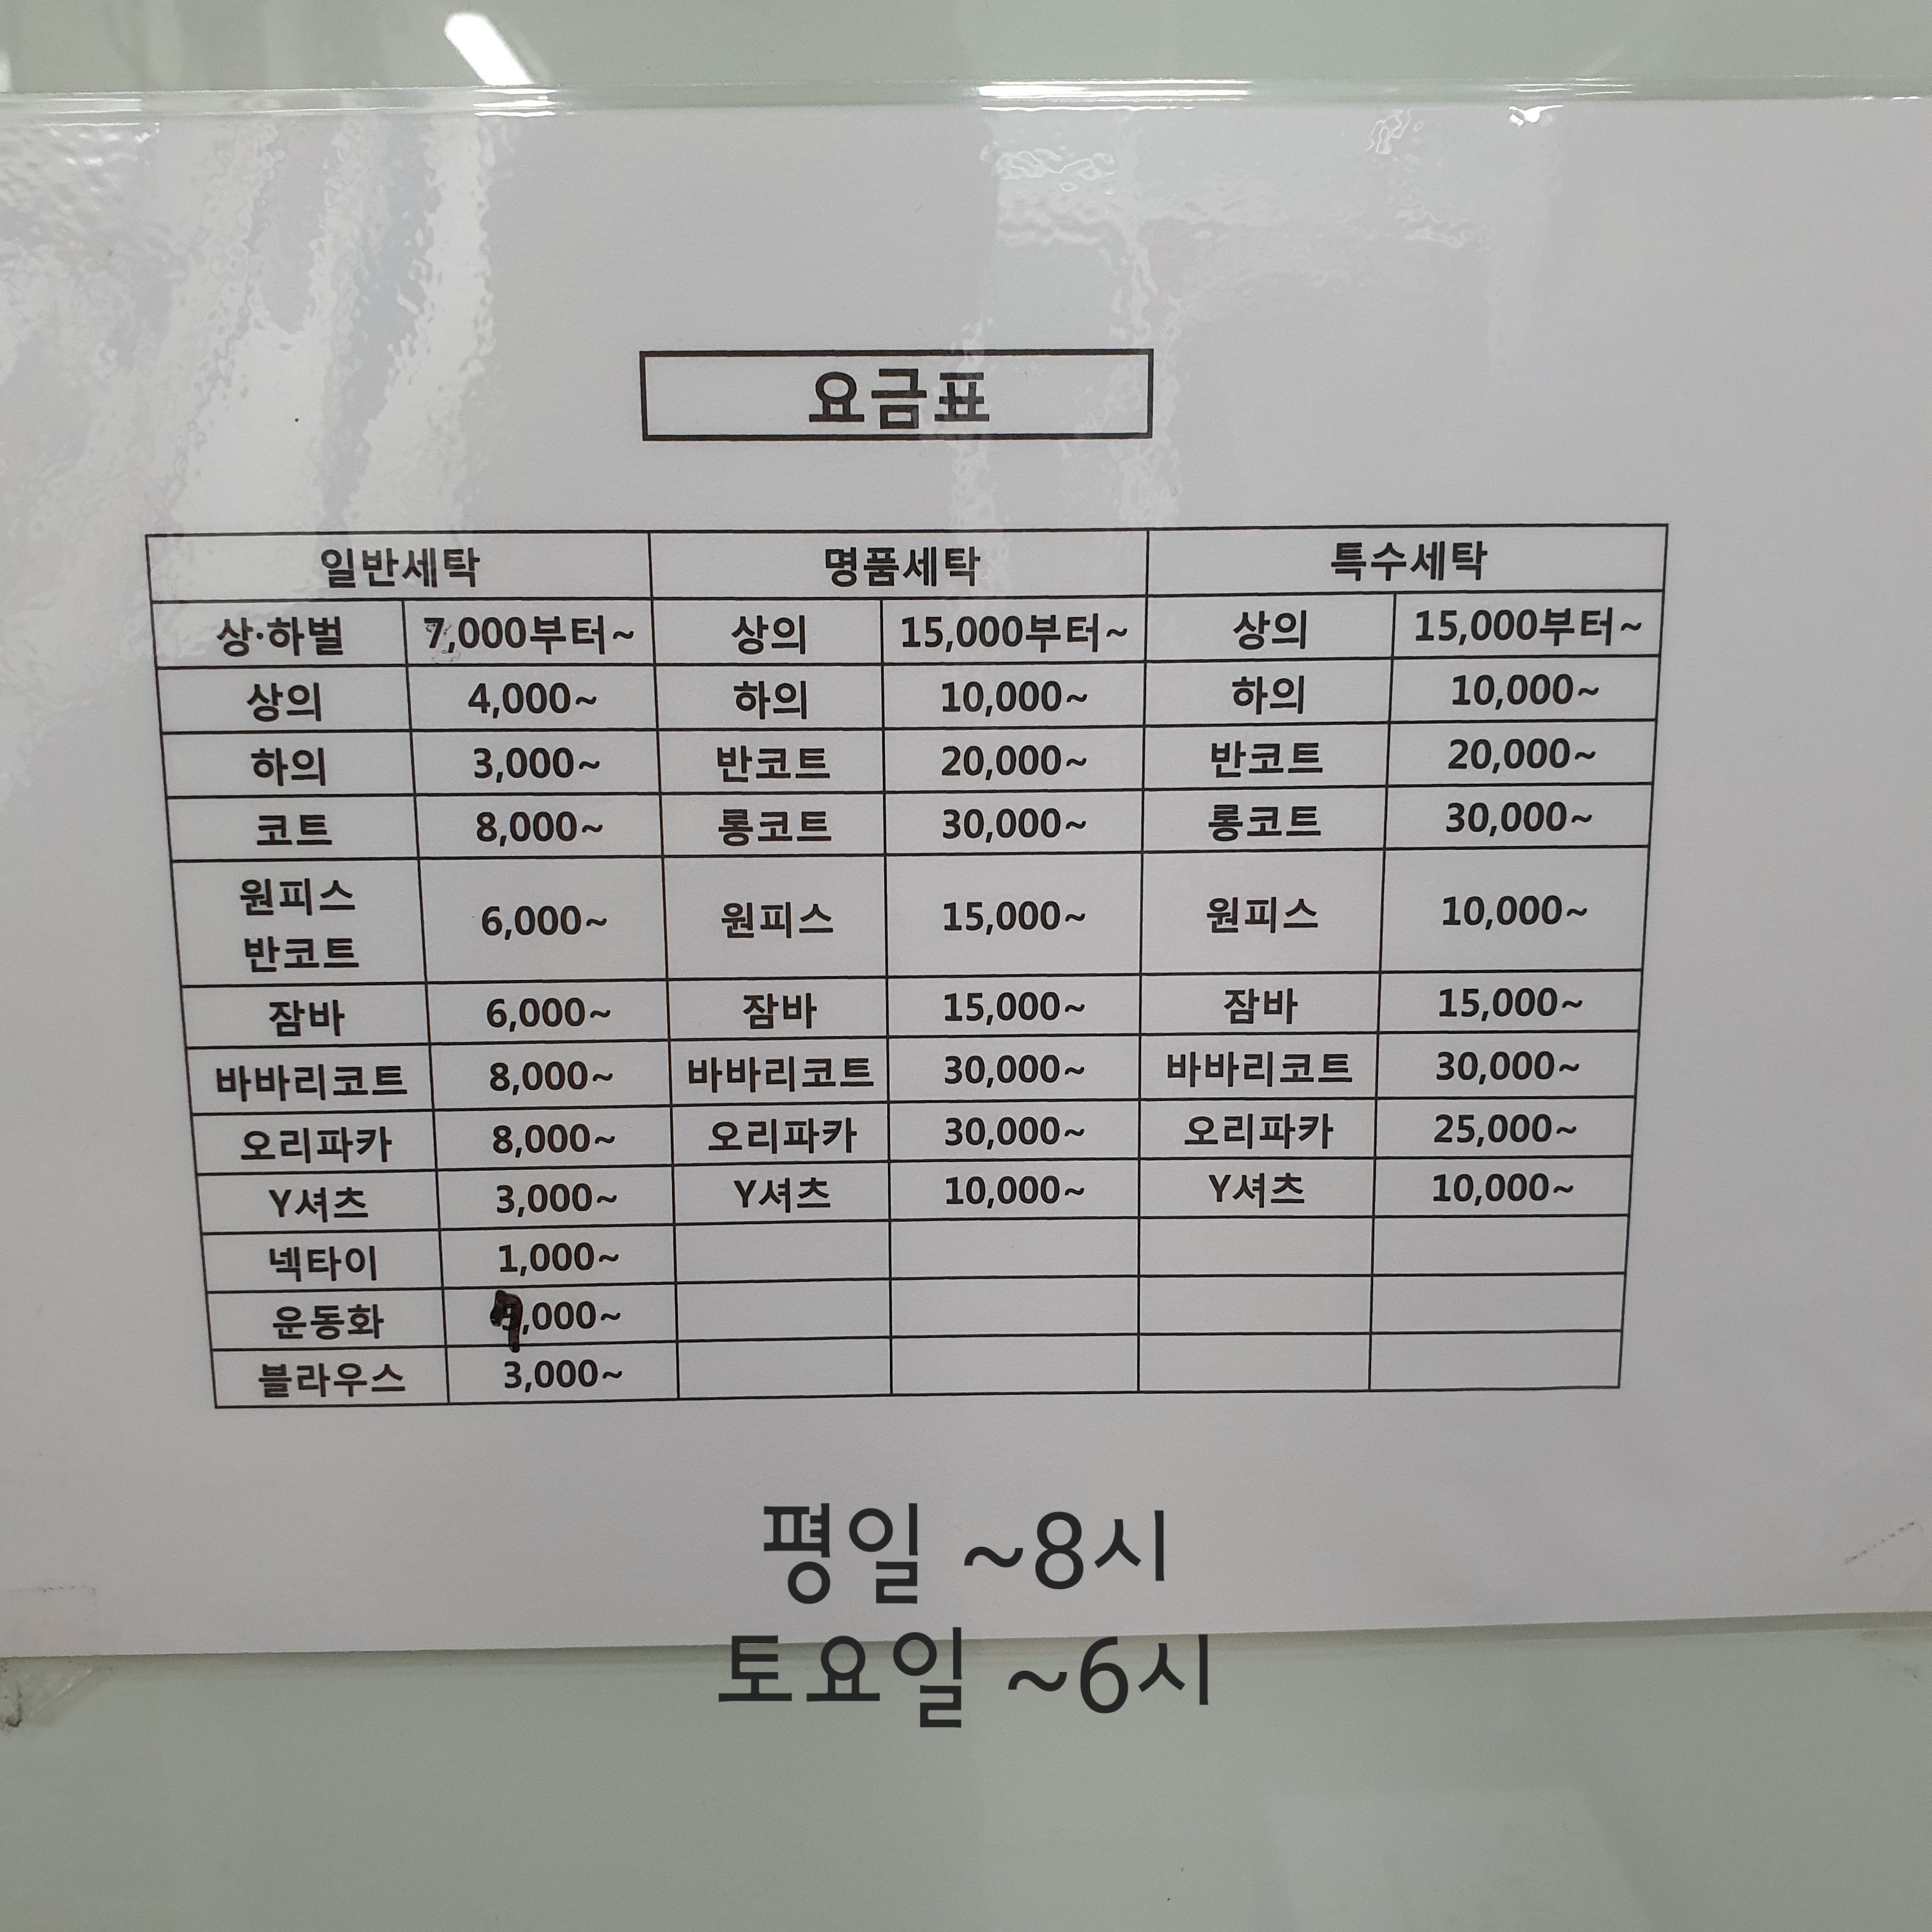 요금표
일반세탁 명품세탁 특수세탁
상·하벌 7,000부터~ 상의 15,000부터~ 상의 15,000부터~
상의 4,000~ 하의 10,000~ 하의 10,000~
하의 3,000~ 반코트 20,000~ 반코트 20,000~
코트 8,000~ 롱코트 30,000~ 롱코트 30,000~
원피스
반코트 6,000~ 원피스 15,000~ 원피스 10,000~
잠바 6,000~ 잠바 15,000~ 잠바 15,000~
바바리코트 8,000~ 바바리코트 30,000~ 바바리코트 30,000~
오리파카 8,000~ 오리파카 30,000~ 오리파카 25,000~
Y셔츠 3,000~ Y셔츠 10,000~ Y셔츠 10,000~
넥타이 1,000~
운동화
블라우스 3,000~
평일 ~8시
토요일 ~6시